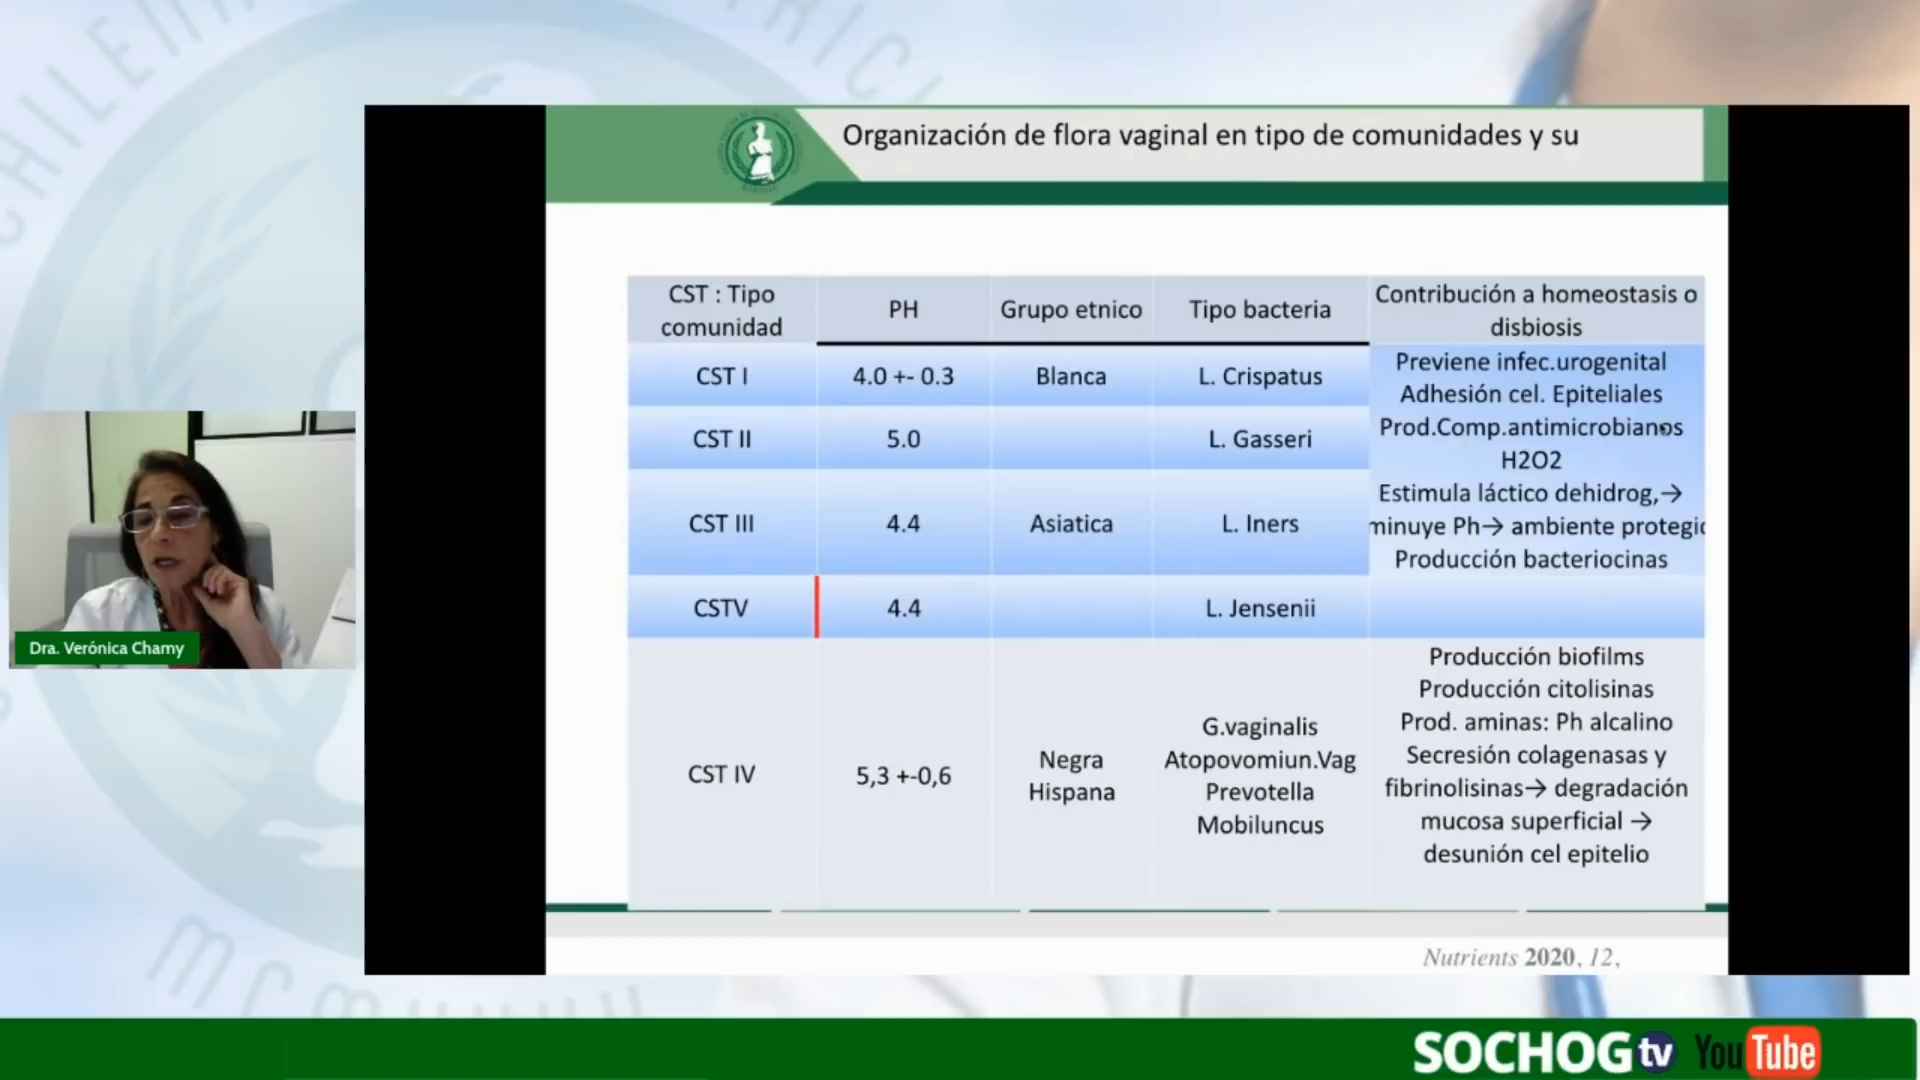 Organización de flora vaginal en tipo de comunidades y su
CST : Tipo
comunidad
PH
Grupo etnico
Tipo bacteria
Contribución a homeostasis o
disbiosis
CST I
4.0 +- 0.3
Blanca
L. Crispatus
Previene infec.urogenital
Adhesión cel. Epiteliales
Prod.Comp.antimicrobianos
H2O2
Estimula láctico dehidrog,→
minuye Ph→ ambiente protegic
Producción bacteriocinas
CST II
5.0
L. Gasseri
CST III
4.4
Asiatica
L. Iners
CSTV
4.4
L. Jensenii
CST IV
5,3 +-0,6
Negra
Hispana
G.vaginalis
Atopovomiun.Vag
Prevotella
Mobiluncus
Producción biofilms
Producción citolisinas
Prod. aminas: Ph alcalino
Secresión colagenasas y
fibrinolisinas→ degradación
mucosa superficial →
desunión cel epitelio
Nutrients 2020, 12,
Dra. Verónica Chamy
SOCHOG tv YouTube